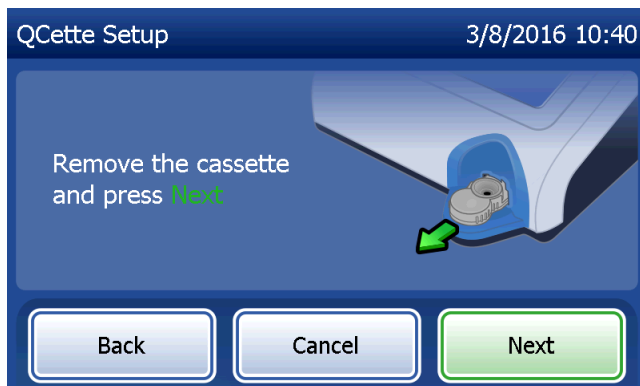 QCette Setup 3/8/2016 10:40
Remove the cassette
and press Next
Back Cancel Next